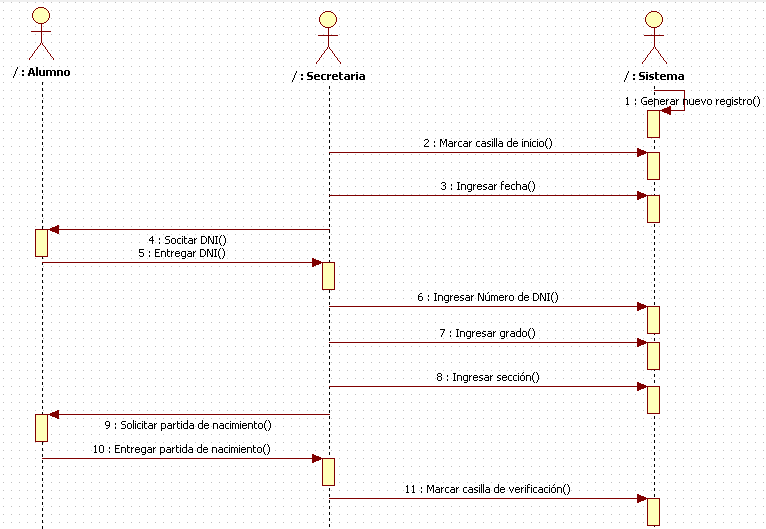 / : Alumno
/ : Secretaria
/ : Sistema
1 : Generar nuevo registro()
2 : Marcar casilla de inicio()
3 : Ingresar fecha()
4 : Socitar DNI()
5 : Entregar DNI()
6 : Ingresar Número de DNI()
7 : Ingresar grado()
8 : Ingresar sección()
9 : Solicitar partida de nacimiento()
10 : Entregar partida de nacimiento()
11 : Marcar casilla de verificación()